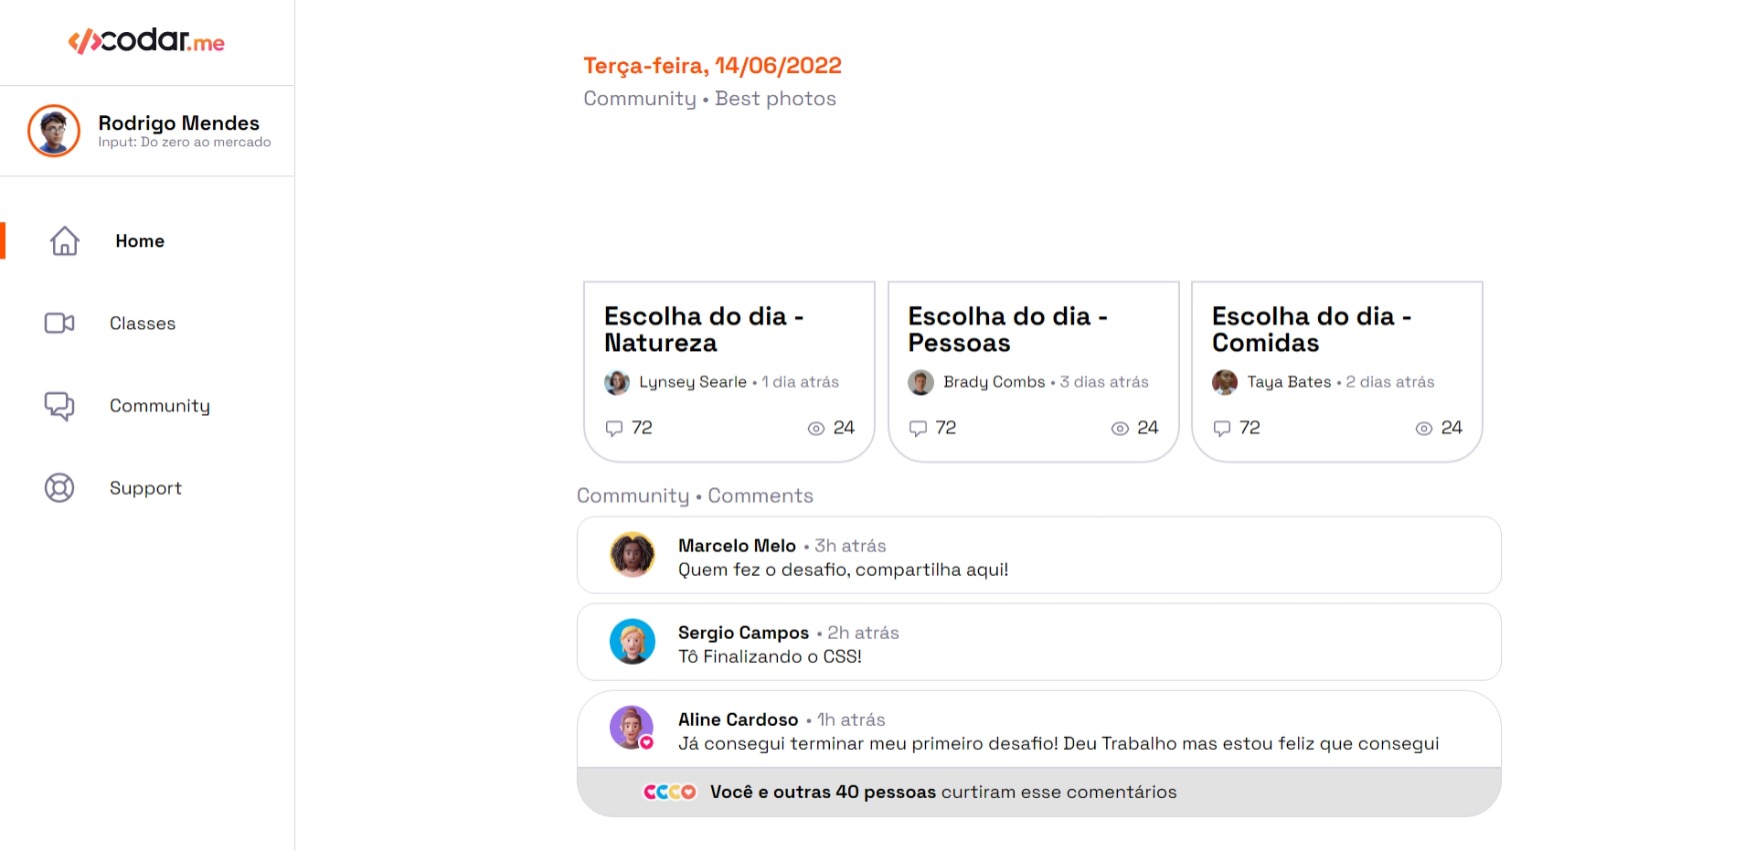 </>codar.me
Rodrigo Mendes
Input: Do zero ao mercado
Home
Classes
Community
Support
Terça-feira, 14/06/2022
Community • Best photos
Escolha do dia -
Natureza
Lynsey Searle • 1 dia atrás
72 24
Escolha do dia -
Pessoas
Brady Combs • 3 dias atrás
72 24
Escolha do dia -
Comidas
Taya Bates • 2 dias atrás
72 24
Community • Comments
Marcelo Melo • 3h atrás
Quem fez o desafio, compartilha aqui!
Sergio Campos • 2h atrás
Tô Finalizando o CSS!
Aline Cardoso • 1h atrás
Já consegui terminar meu primeiro desafio! Deu Trabalho mas estou feliz que consegui
Você e outras 40 pessoas curtiram esse comentários